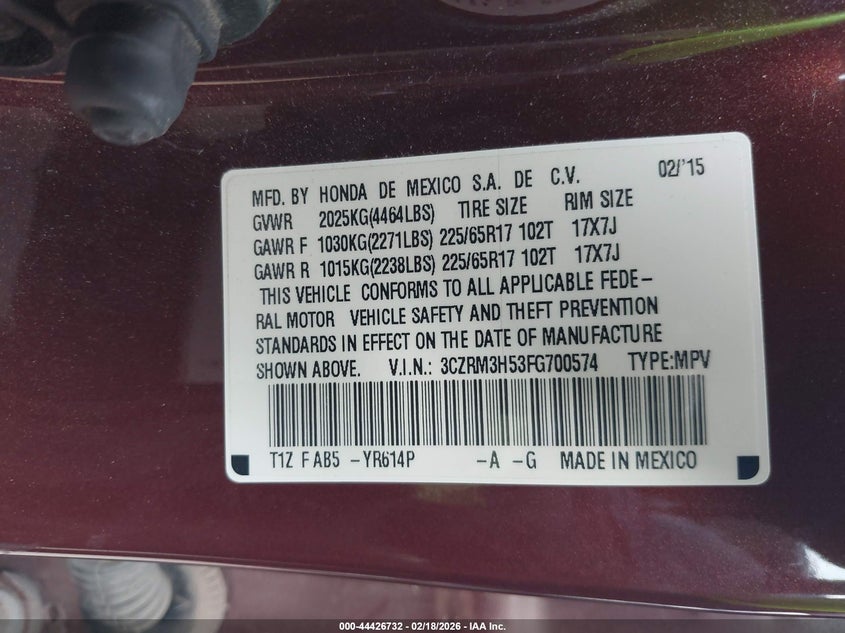 MFD. BY HONDA DE MEXICO S.A. DE C.V. 02/'15
GVWR 2025KG(4464LBS) TIRE SIZE RIM SIZE
GAWR F 1030KG(2271LBS) 225/65R17 102T 17X7J
GAWR R 1015KG(2238LBS) 225/65R17 102T 17X7J
THIS VEHICLE CONFORMS TO ALL APPLICABLE FEDE-
RAL MOTOR VEHICLE SAFETY AND THEFT PREVENTION
STANDARDS IN EFFECT ON THE DATE OF MANUFACTURE
SHOWN ABOVE. V.I.N.: 3CZRM3H53FG700574 TYPE:MPV
T1Z F AB5 -YR614P -A -G MADE IN MEXICO
000-44426732 - 02/18/2026 - IAA Inc.